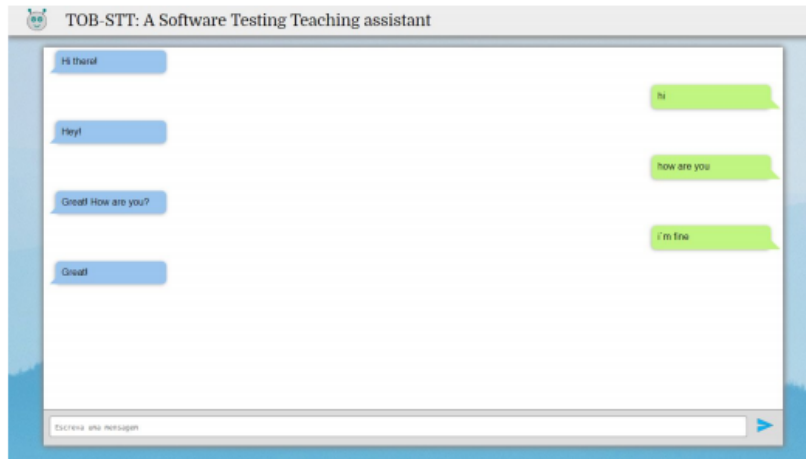 TOB-STT: A Software Testing Teaching assistant
Hi there!
hi
Hey!
how are you
Great! How are you?
i´m fine
Great!
Escreva uma mensagem